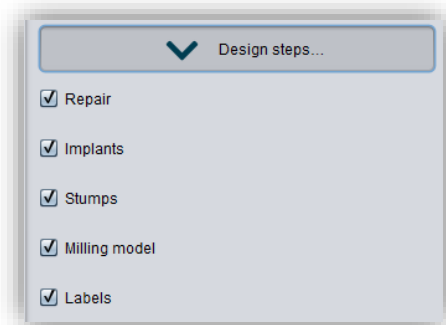 Design steps...
Repair
Implants
Stumps
Milling model
Labels